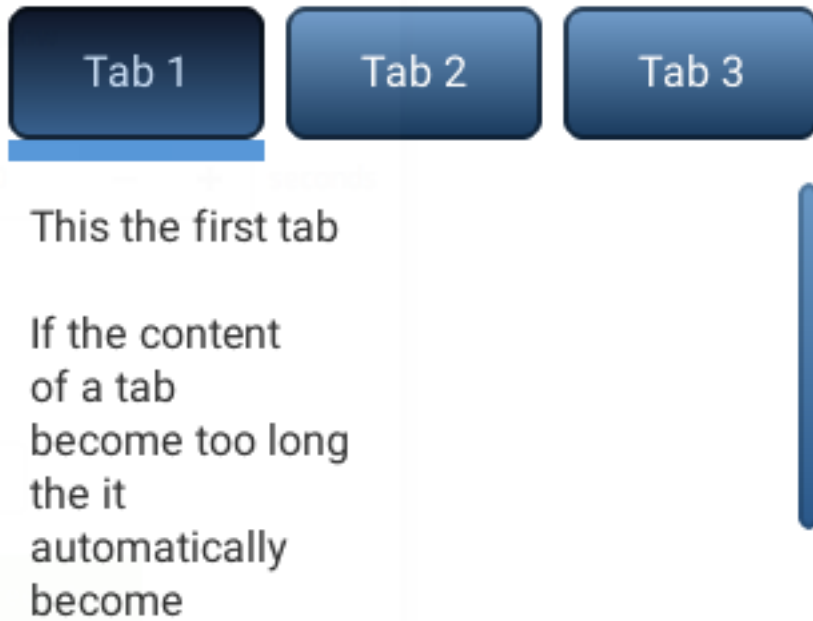 Tab 1 Tab 2 Tab 3
This the first tab
If the content
of a tab
become too long
the it
automatically
become